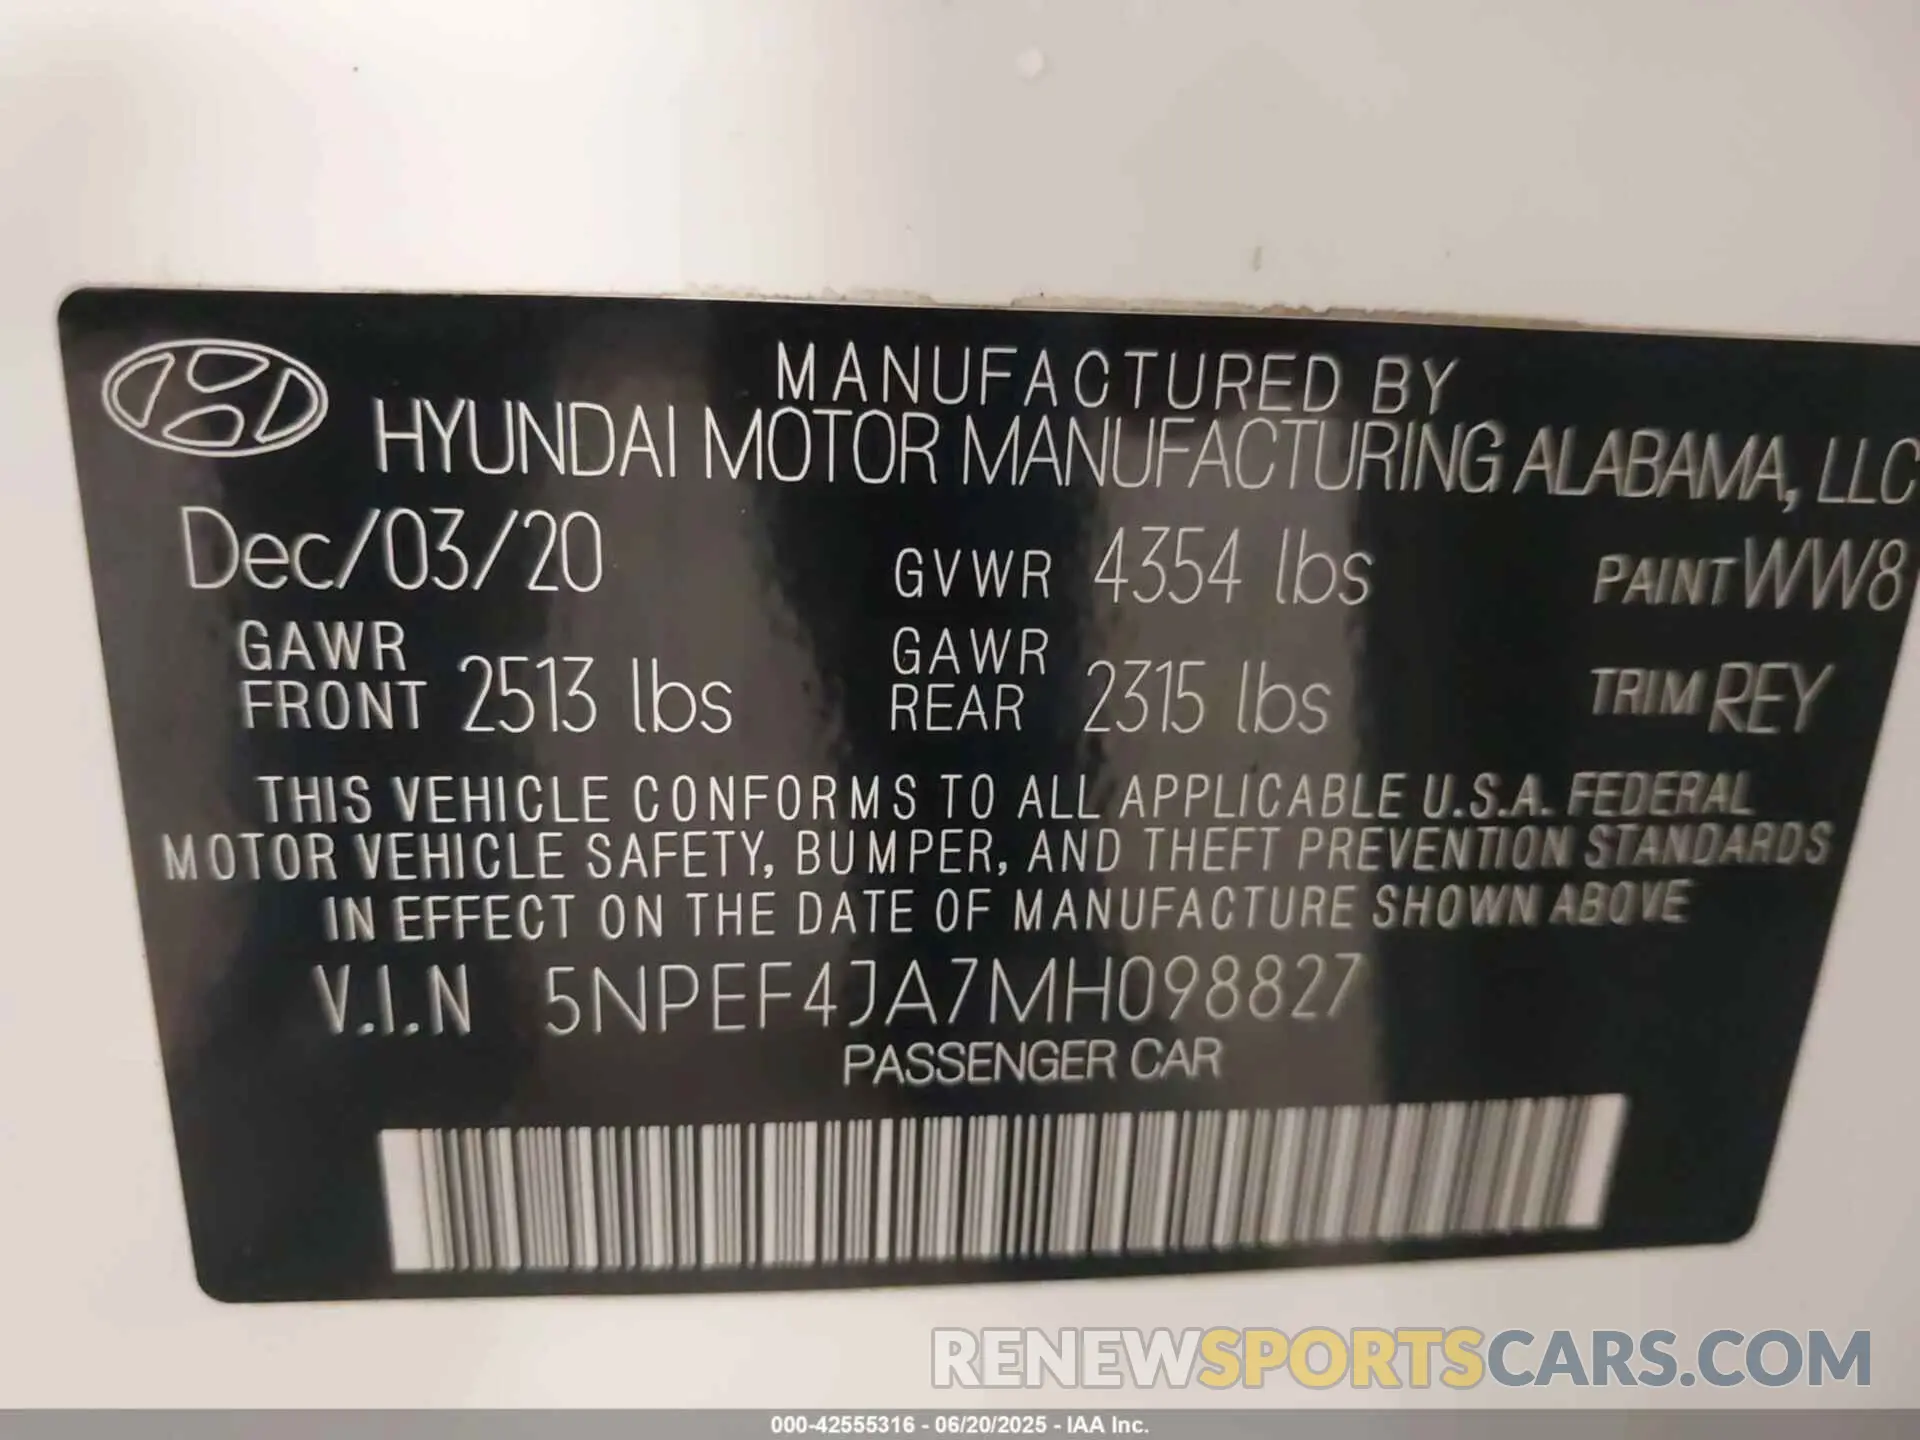 MANUFACTURED BY
HYUNDAI MOTOR MANUFACTURING ALABAMA, LLC
Dec/03/20 GVWR 4354 lbs PAINT WW8
GAWR FRONT 2513 lbs GAWR REAR 2315 lbs TRIM REY
THIS VEHICLE CONFORMS TO ALL APPLICABLE U.S.A. FEDERAL
MOTOR VEHICLE SAFETY, BUMPER, AND THEFT PREVENTION STANDARDS
IN EFFECT ON THE DATE OF MANUFACTURE SHOWN ABOVE
V.I.N 5NPEF4JA7MH098827
PASSENGER CAR
RENEWSPORTSCARS.COM
000-42555316 - 06/20/2025 - IAA Inc.